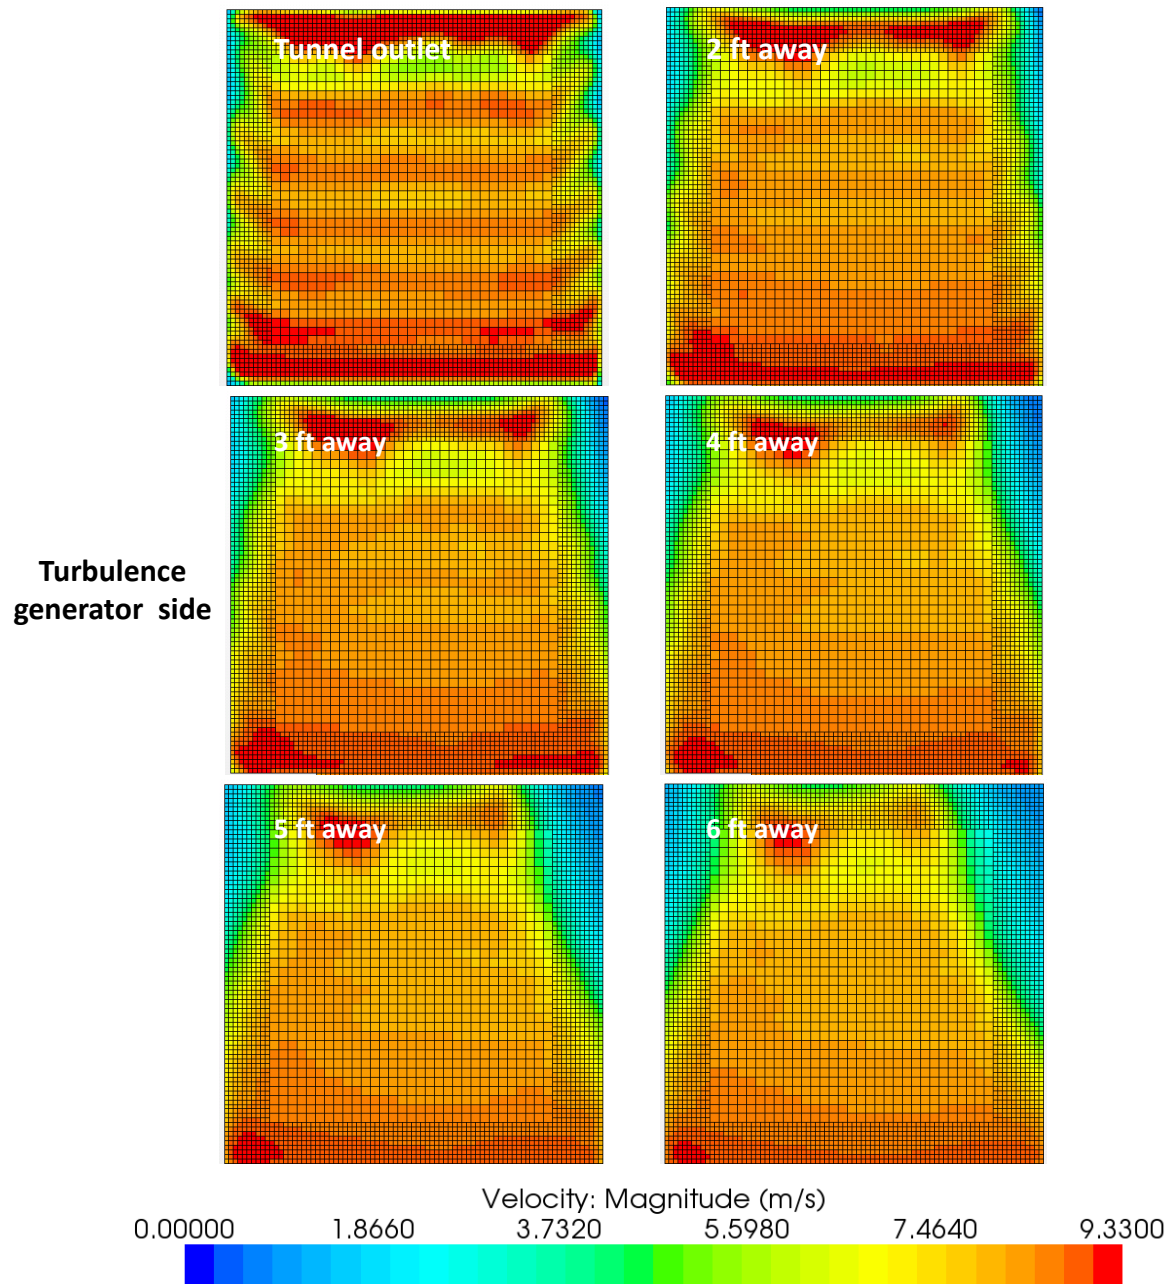 Tunnel outlet
2 ft away
3 ft away
4 ft away
Turbulence
generator side
5 ft away
6 ft away
Velocity: Magnitude (m/s)
0.00000 1.8660 3.7320 5.5980 7.4640 9.3300